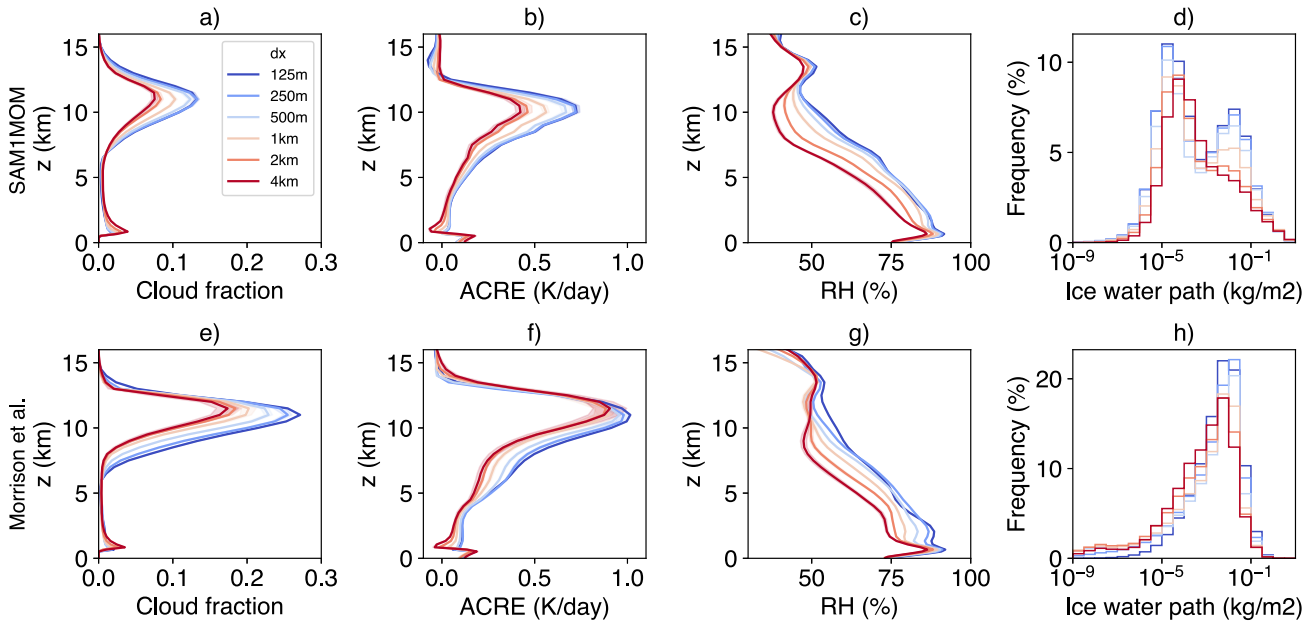 a)
b)
c)
d)
SAM1MOM
z (km)
15
10
5
0
0.0
0.1
0.2
0.3
Cloud fraction
dx
125m
250m
500m
1km
2km
4km
z (km)
15
10
5
0
0.0
0.5
1.0
ACRE (K/day)
z (km)
15
10
5
0
50
75
100
RH (%)
Frequency (%)
10
5
0
10⁻⁹
10⁻⁵
10⁻¹
Ice water path (kg/m2)
e)
f)
g)
h)
Morrison et al.
z (km)
15
10
5
0
0.0
0.1
0.2
0.3
Cloud fraction
z (km)
15
10
5
0
0.0
0.5
1.0
ACRE (K/day)
z (km)
15
10
5
0
50
75
100
RH (%)
Frequency (%)
20
10
0
10⁻⁹
10⁻⁵
10⁻¹
Ice water path (kg/m2)